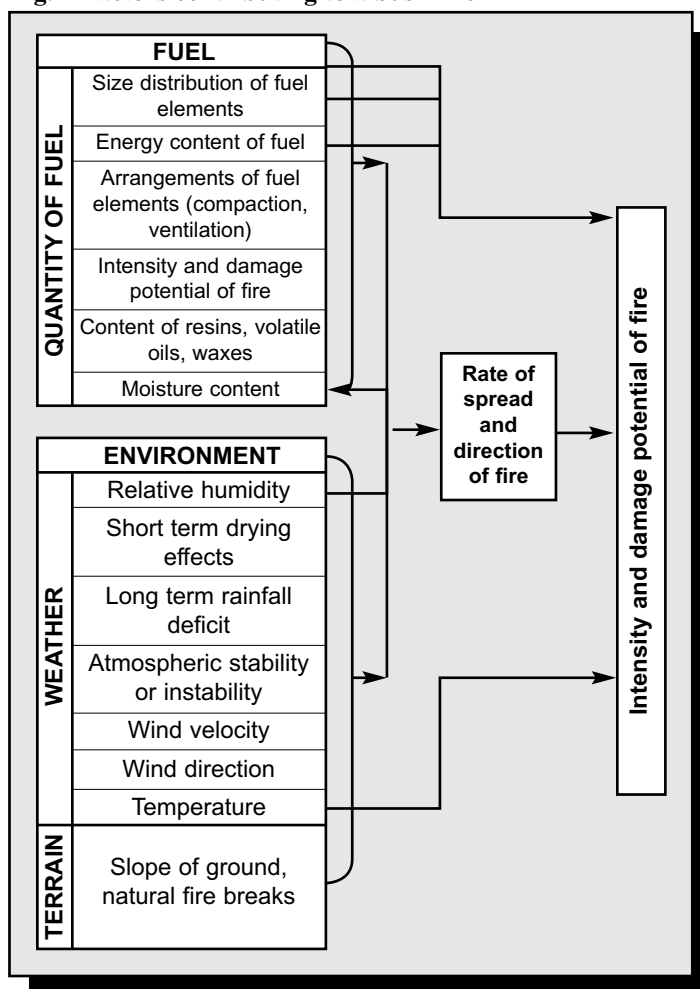 FUEL
QUANTITY OF FUEL
Size distribution of fuel
elements
Energy content of fuel
Arrangements of fuel
elements (compaction,
ventilation)
Intensity and damage
potential of fire
Content of resins, volatile
oils, waxes
Moisture content
ENVIRONMENT
WEATHER
Relative humidity
Short term drying
effects
Long term rainfall
deficit
Atmospheric stability
or instability
Wind velocity
Wind direction
Temperature
TERRAIN
Slope of ground,
natural fire breaks
Rate of
spread
and
direction
of fire
Intensity and damage potential of fire